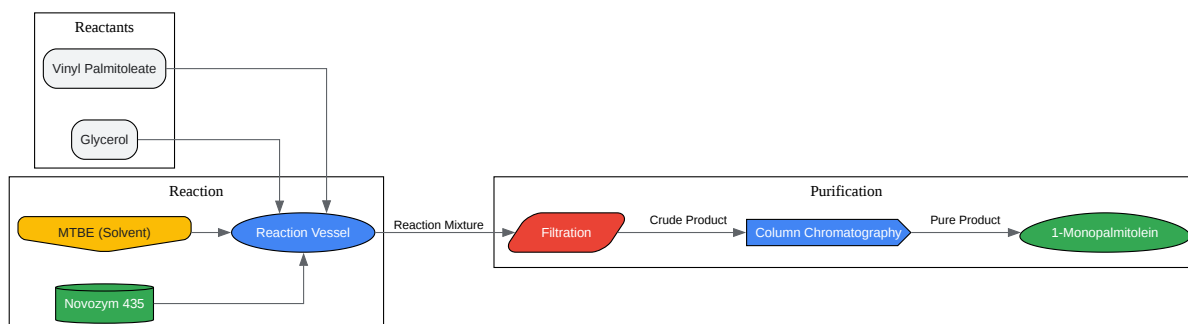 Reactants
Vinyl Palmitoleate
Glycerol
Reaction
MTBE (Solvent)
Reaction Vessel
Novozym 435
Reaction Mixture
Purification
Filtration
Crude Product
Column Chromatography
Pure Product
1-Monopalmitolein